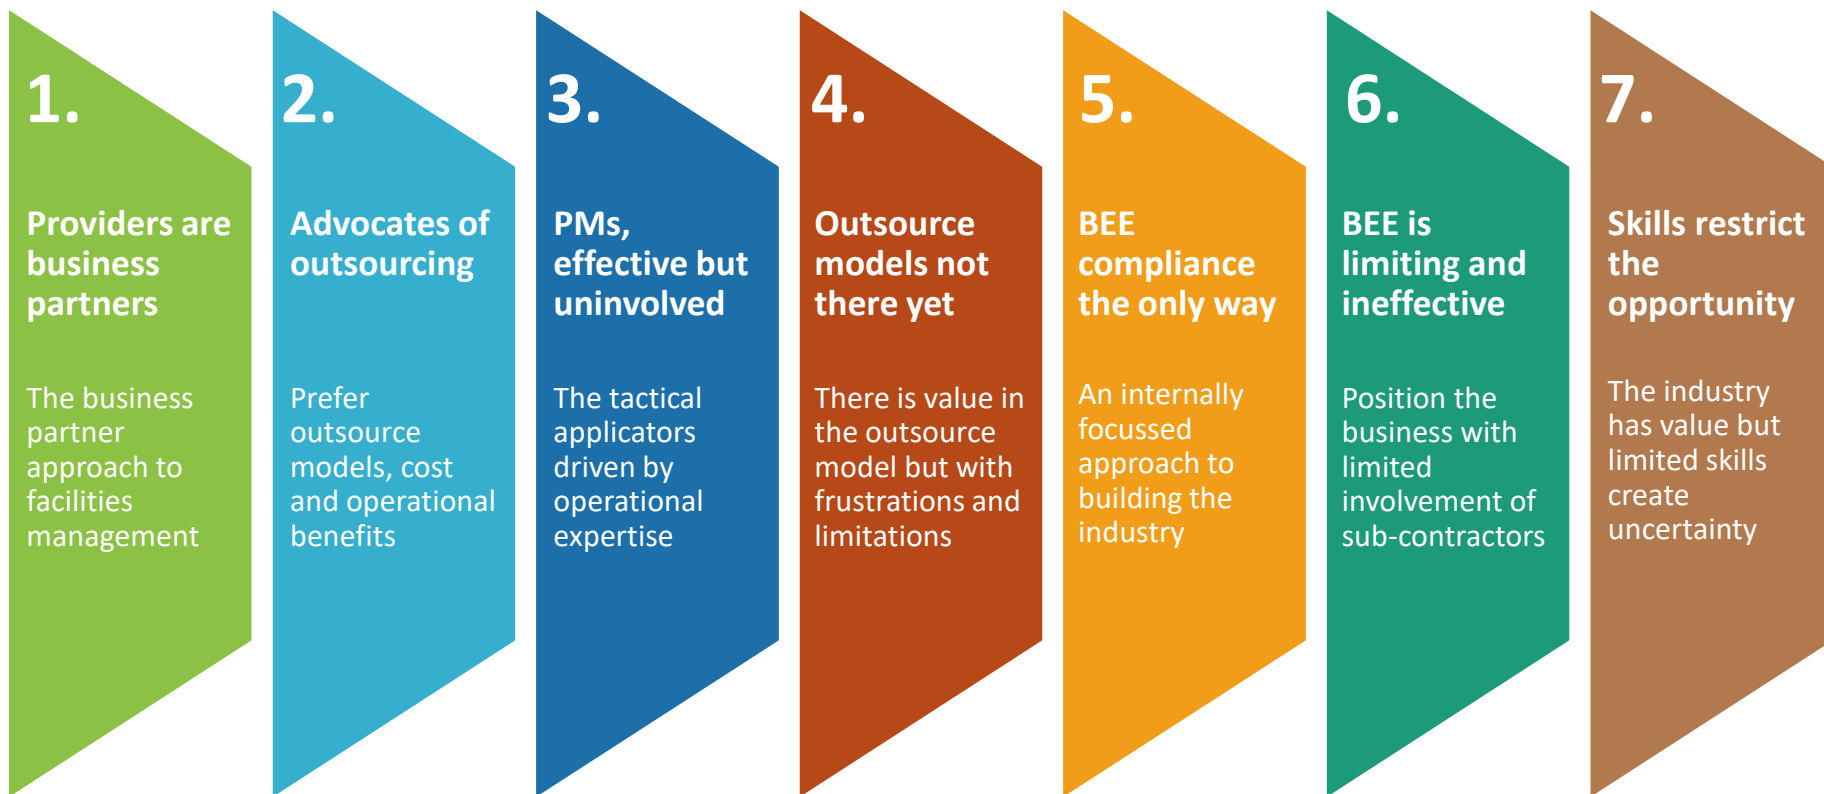 1.
Providers are
business
partners
The business
partner
approach to
facilities
management
2.
Advocates of
outsourcing
Prefer
outsource
models, cost
and operational
benefits
3.
PMs,
effective but
uninvolved
The tactical
applicators
driven by
operational
expertise
4.
Outsource
models not
there yet
There is value in
the outsource
model but with
frustrations and
limitations
5.
BEE
compliance
the only way
An internally
focussed
approach to
building the
industry
6.
BEE is
limiting and
ineffective
Position the
business with
limited
involvement of
sub-contractors
7.
Skills restrict
the
opportunity
The industry
has value but
limited skills
create
uncertainty